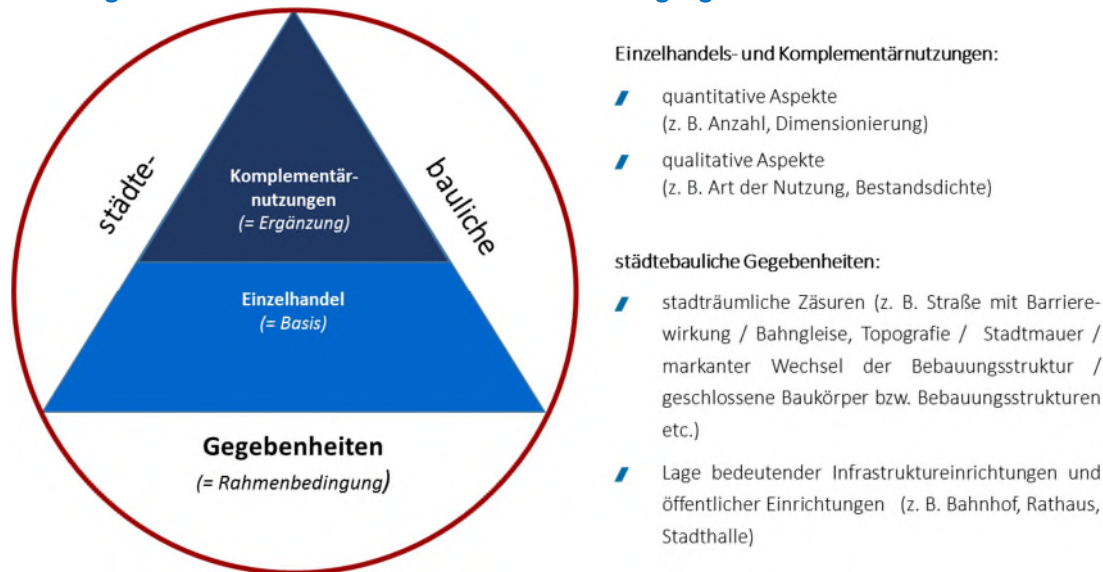 städte-
bauliche
Komplementär-
nutzungen
(= Ergänzung)
Einzelhandel
(= Basis)
Gegebenheiten
(= Rahmenbedingung)
Einzelhandels- und Komplementärnutzungen:
quantitative Aspekte
(z. B. Anzahl, Dimensionierung)
qualitative Aspekte
(z. B. Art der Nutzung, Bestandsdichte)
städtebauliche Gegebenheiten:
stadträumliche Zäsuren (z. B. Straße mit Barriere-
wirkung / Bahngleise, Topografie / Stadtmauer /
markanter Wechsel der Bebauungsstruktur /
geschlossene Baukörper bzw. Bebauungsstrukturen
etc.)
Lage bedeutender Infrastruktureinrichtungen und
öffentlicher Einrichtungen (z. B. Bahnhof, Rathaus,
Stadthalle)